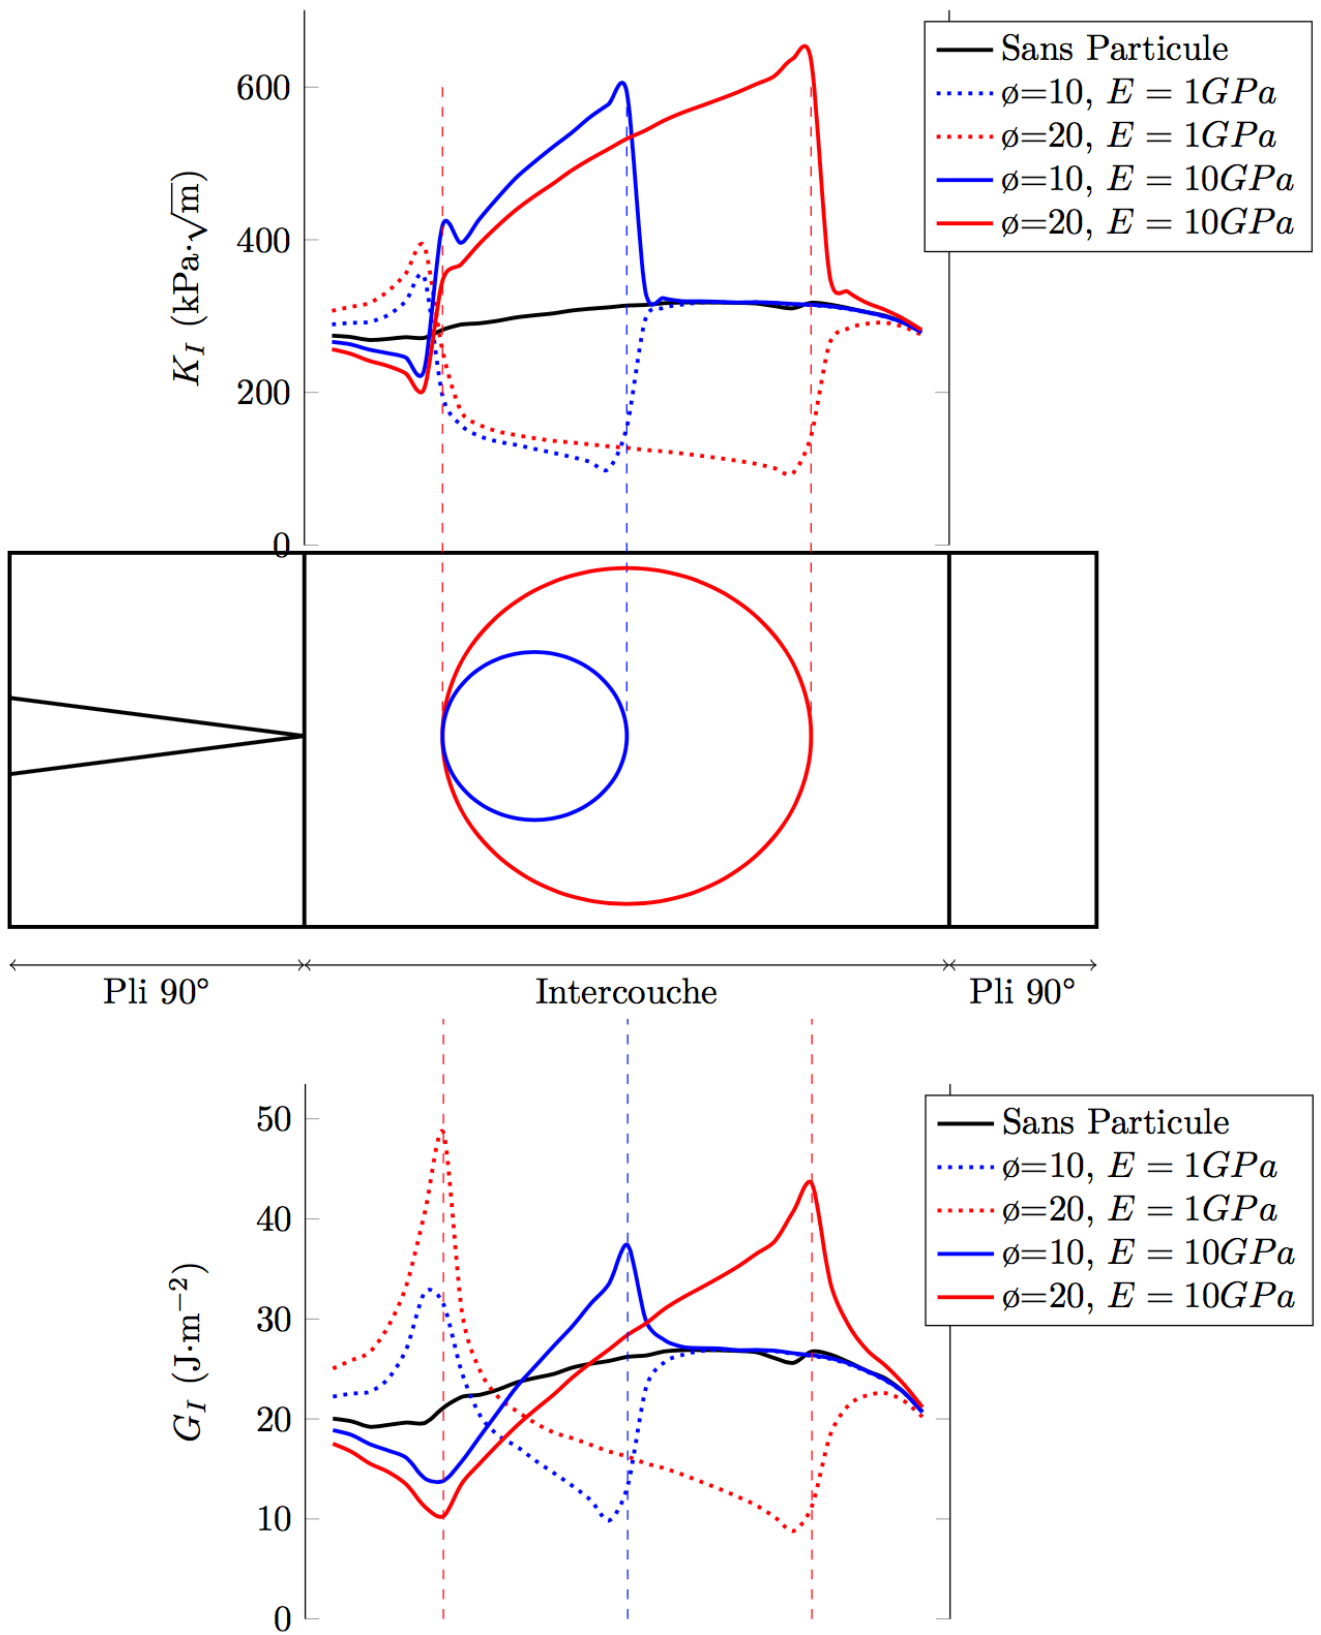 Sans Particule
ø=10, E = 1GPa
ø=20, E = 1GPa
ø=10, E = 10GPa
ø=20, E = 10GPa
600
400
200
0
K_I (kPa·√m)
Pli 90°
Intercouche
Pli 90°
Sans Particule
ø=10, E = 1GPa
ø=20, E = 1GPa
ø=10, E = 10GPa
ø=20, E = 10GPa
50
40
30
20
10
0
G_I (J·m⁻²)